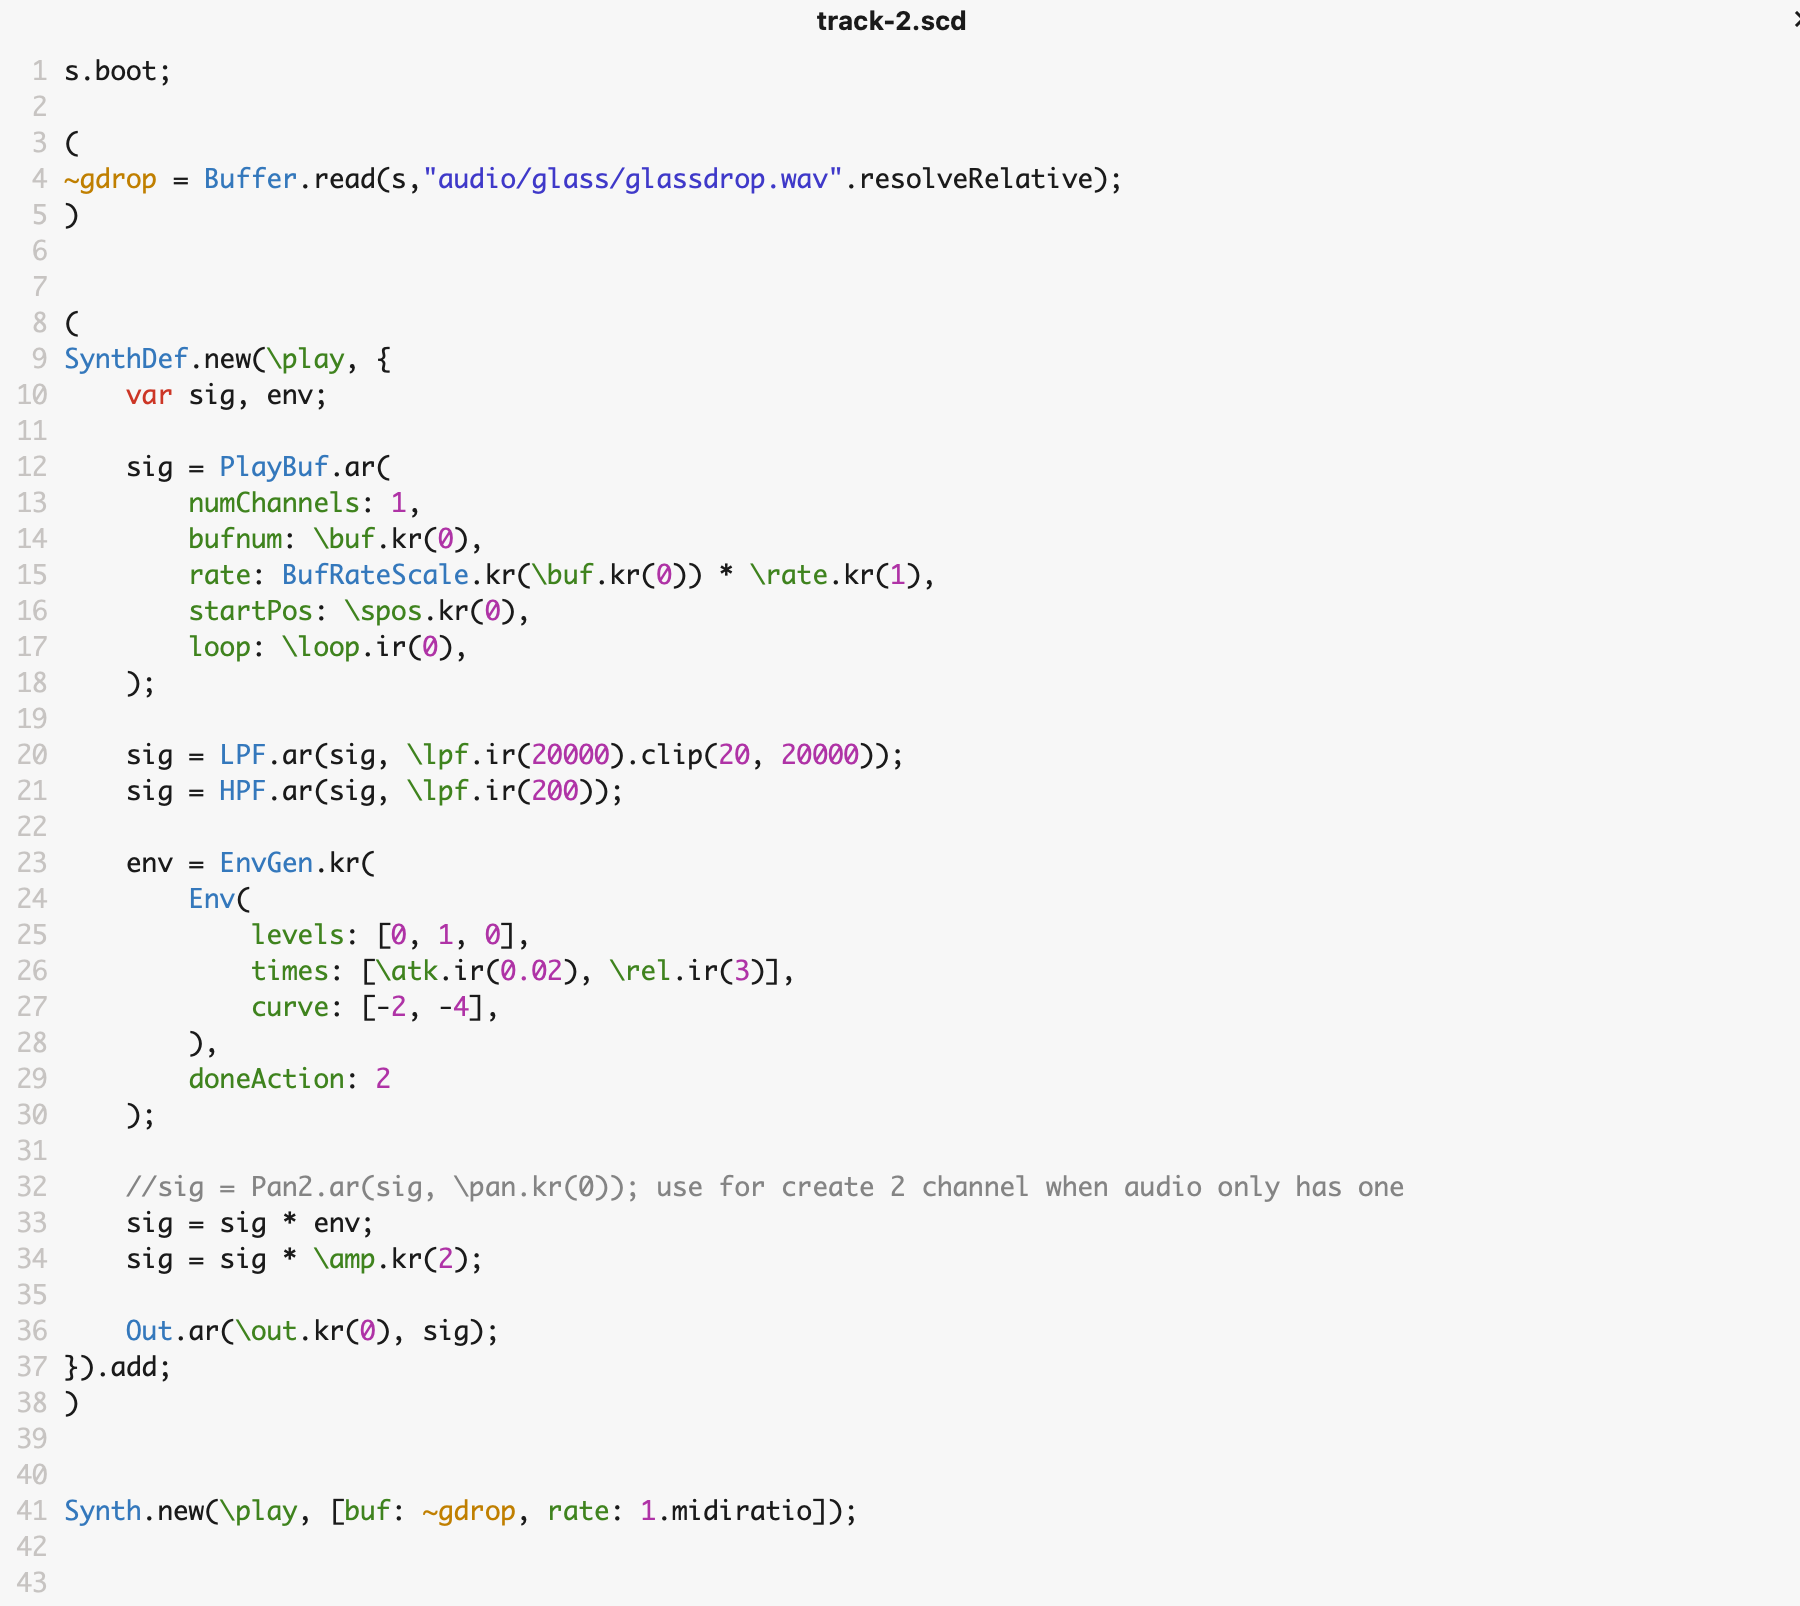 track-2.scd
1 s.boot;
2
3 (
4 ~gdrop = Buffer.read(s,"audio/glass/glassdrop.wav".resolveRelative);
5 )
6
7
8 (
9 SynthDef.new(\play, {
10     var sig, env;
11
12     sig = PlayBuf.ar(
13         numChannels: 1,
14         bufnum: \buf.kr(0),
15         rate: BufRateScale.kr(\buf.kr(0)) * \rate.kr(1),
16         startPos: \spos.kr(0),
17         loop: \loop.ir(0),
18     );
19
20     sig = LPF.ar(sig, \lpf.ir(20000).clip(20, 20000));
21     sig = HPF.ar(sig, \lpf.ir(200));
22
23     env = EnvGen.kr(
24         Env(
25             levels: [0, 1, 0],
26             times: [\atk.ir(0.02), \rel.ir(3)],
27             curve: [-2, -4],
28         ),
29         doneAction: 2
30     );
31
32     //sig = Pan2.ar(sig, \pan.kr(0)); use for create 2 channel when audio only has one
33     sig = sig * env;
34     sig = sig * \amp.kr(2);
35
36     Out.ar(\out.kr(0), sig);
37 }).add;
38 )
39
40
41 Synth.new(\play, [buf: ~gdrop, rate: 1.midiratio]);
42
43